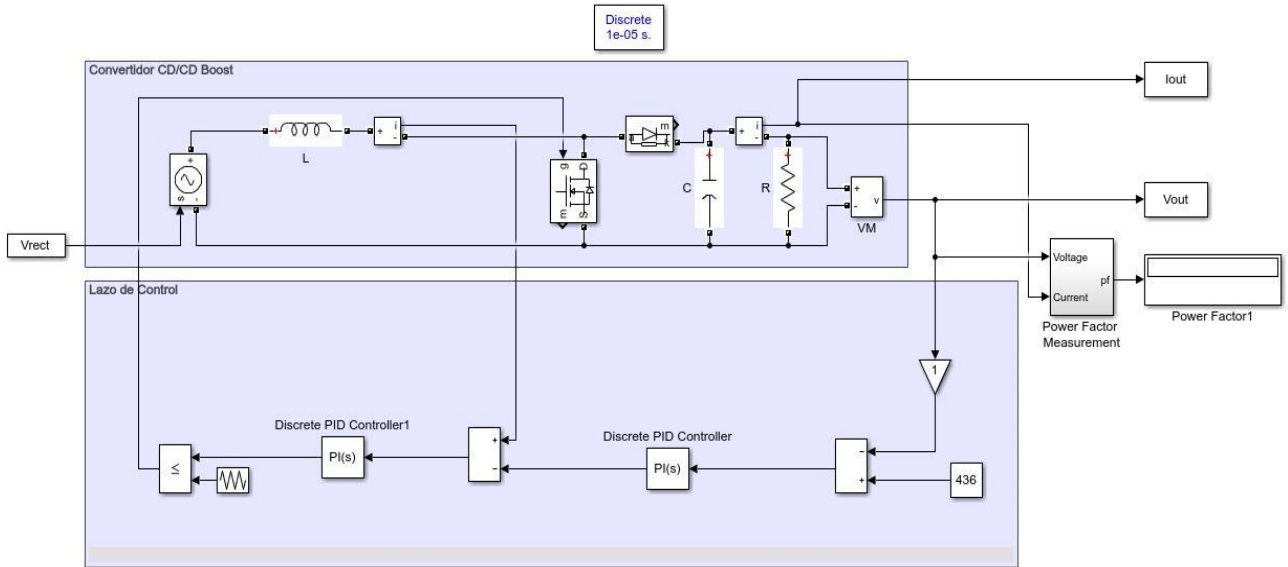 Discrete
1e-05 s.
Convertidor CD/CD Boost
Iout
+ i
-
m
a k
+ i
-
L
+
s -
g D
m S
C
R
+
- v
VM
Vout
Vrect
Voltage
pf
Current
Power Factor
Measurement
Power Factor1
Lazo de Control
1
Discrete PID Controller1
Discrete PID Controller
≤
PI(s)
+
−
PI(s)
−
+
436